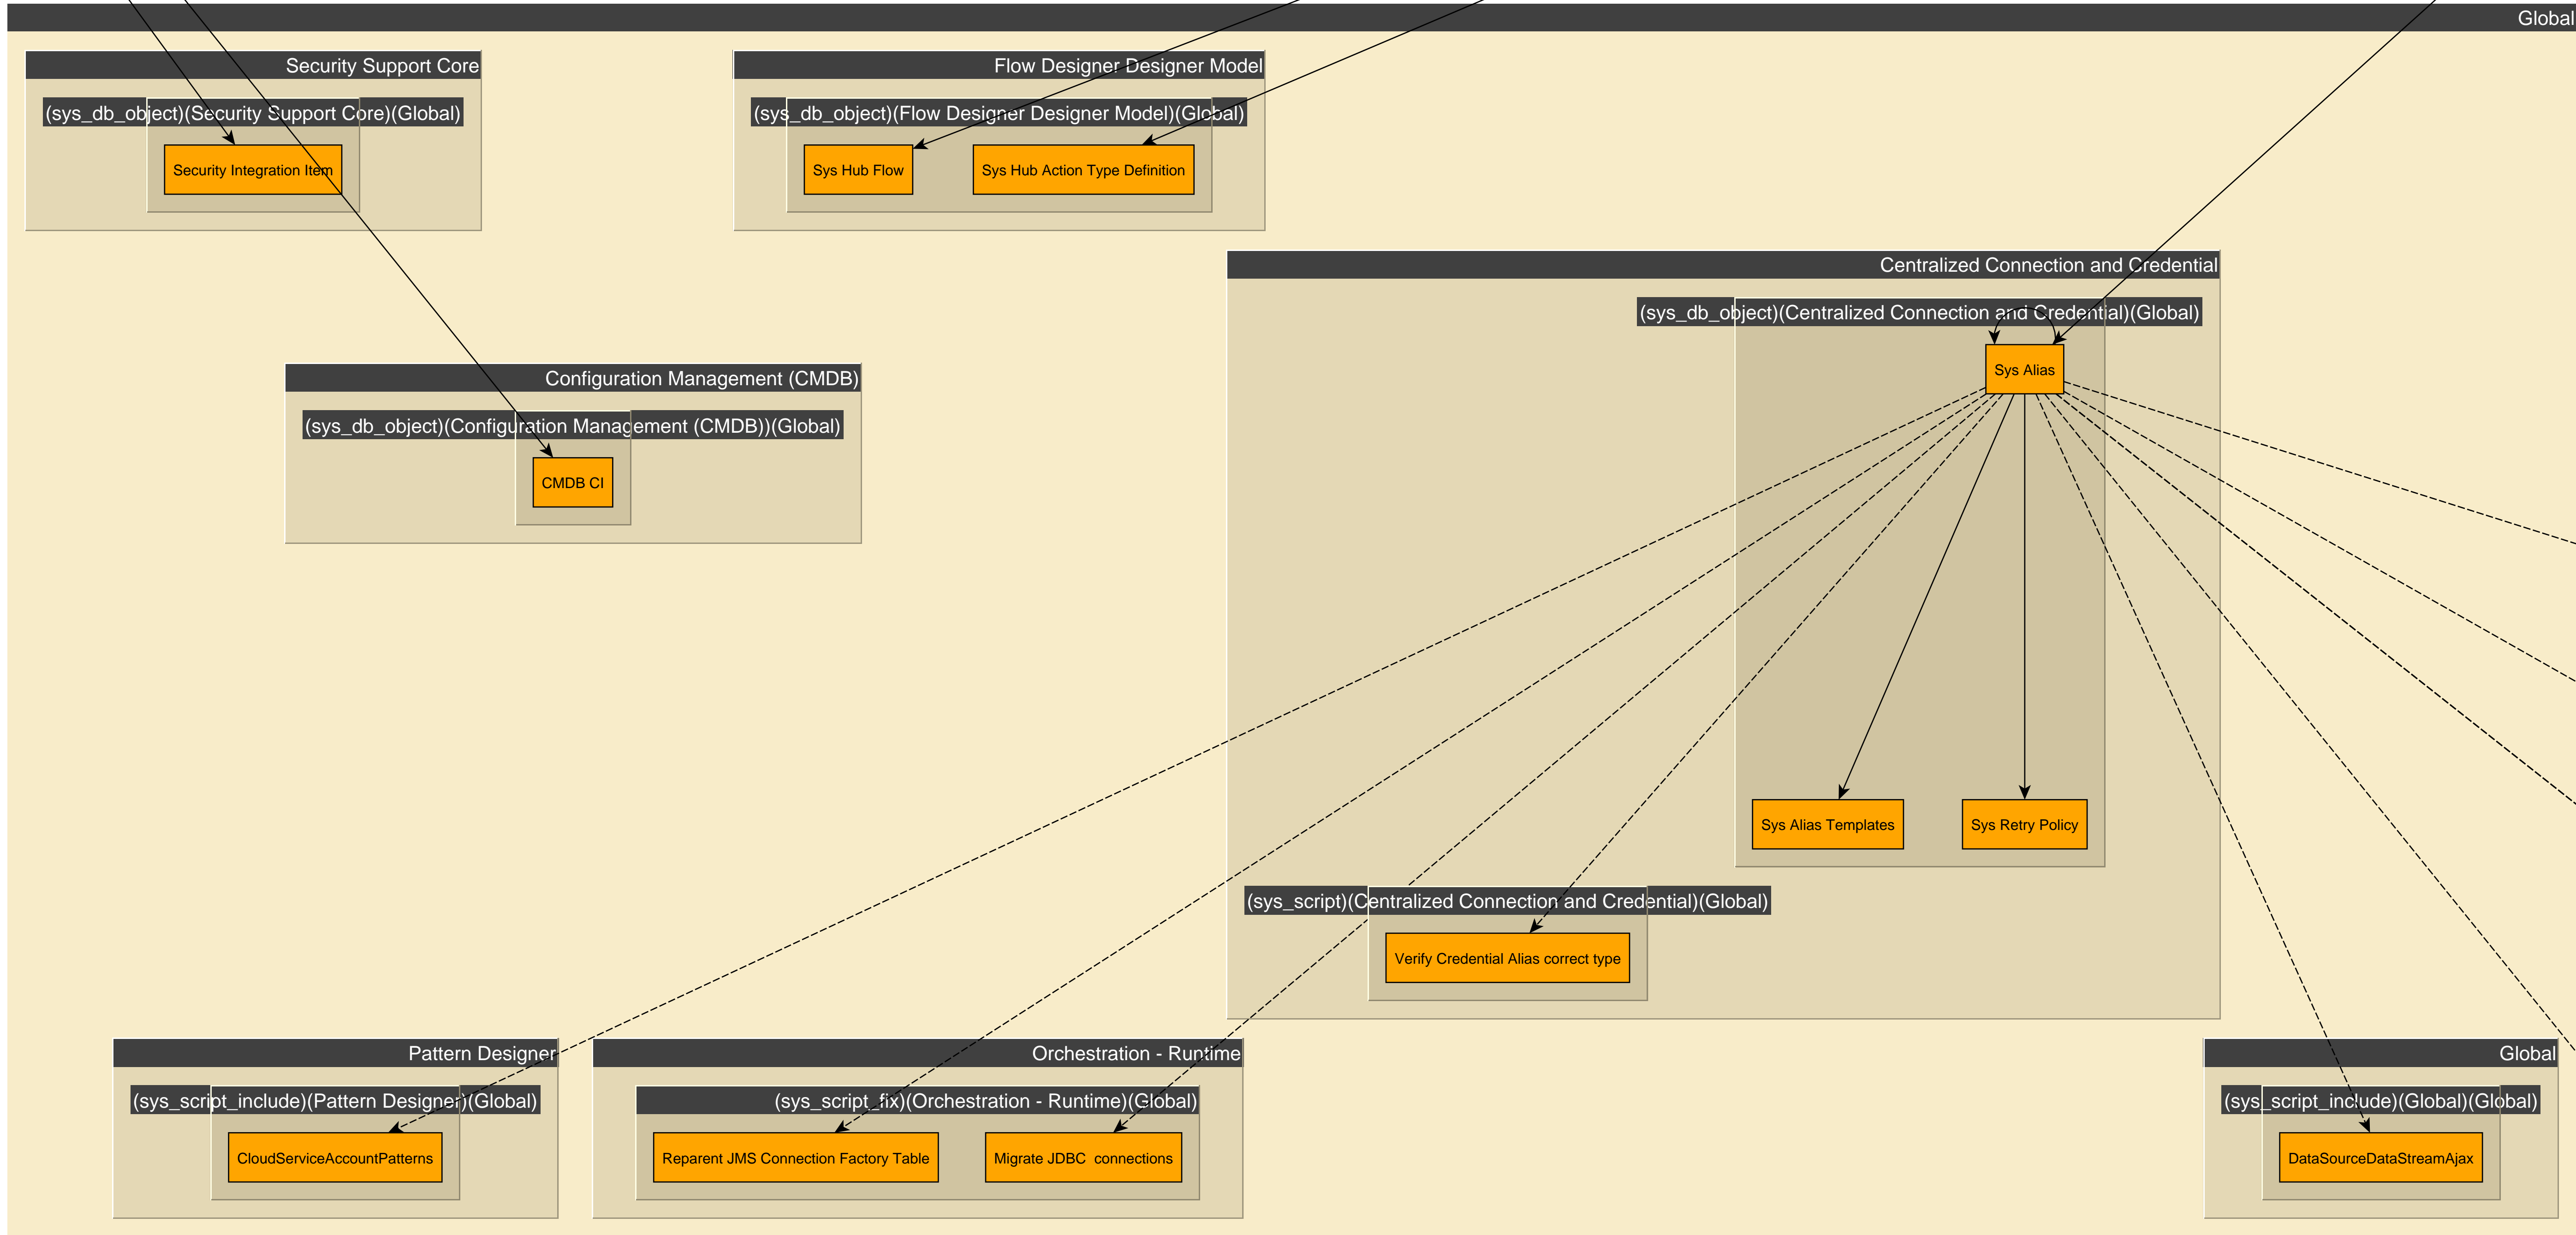 Global
Security Support Core
(sys_db_object)(Security Support Core)(Global)
Security Integration Item
Flow Designer Designer Model
(sys_db_object)(Flow Designer Designer Model)(Global)
Sys Hub Flow
Sys Hub Action Type Definition
Centralized Connection and Credential
(sys_db_object)(Centralized Connection and Credential)(Global)
Sys Alias
Configuration Management (CMDB)
(sys_db_object)(Configuration Management (CMDB))(Global)
CMDB CI
Sys Alias Templates
Sys Retry Policy
(sys_script)(Centralized Connection and Credential)(Global)
Verify Credential Alias correct type
Pattern Designer
(sys_script_include)(Pattern Designer)(Global)
CloudServiceAccountPatterns
Orchestration - Runtime
(sys_script_fix)(Orchestration - Runtime)(Global)
Reparent JMS Connection Factory Table
Migrate JDBC  connections
Global
(sys_script_include)(Global)(Global)
DataSourceDataStreamAjax